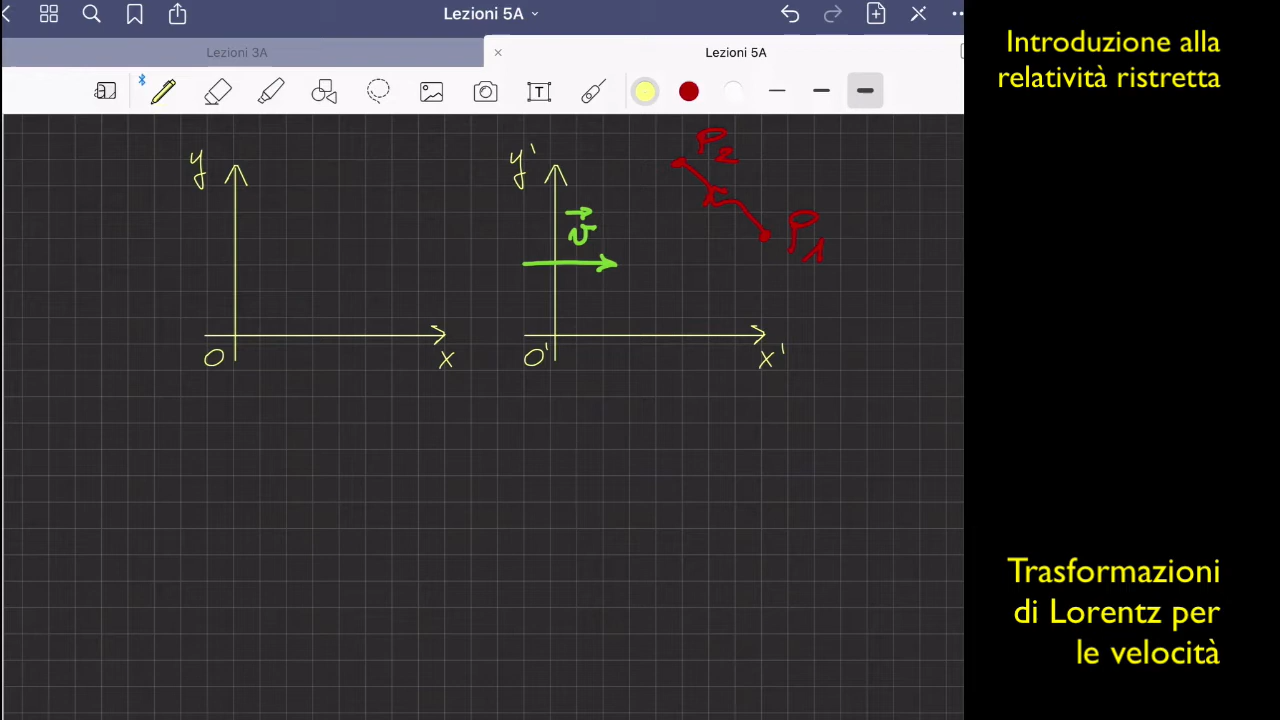 Lezioni 5A
Lezioni 3A
Lezioni 5A
T
Introduzione alla
relatività ristretta
y
y'
P2
v
P1
O
x
O'
x'
Trasformazioni
di Lorentz per
le velocità